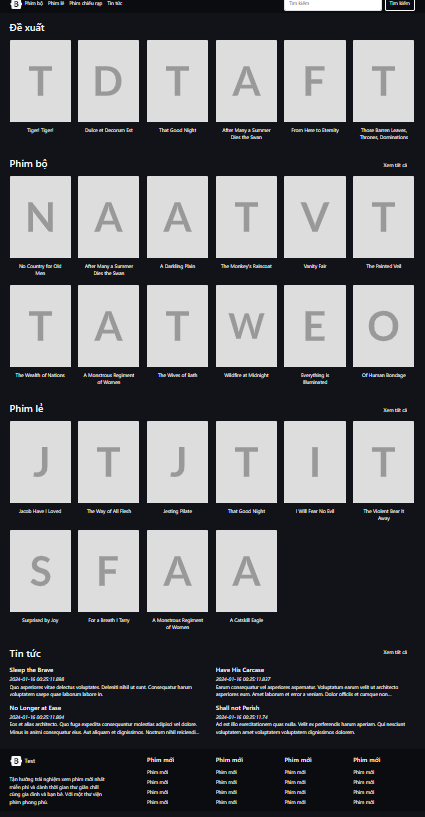 B Phim bộ Phim lẻ Phim chiếu rạp Tin tức Tìm kiếm Tìm kiếm
Đề xuất
T D T A F T
Tiger! Tiger! Dulce et Decorum Est That Good Night After Many a Summer From Here to Eternity Those Barren Leaves,
Dies the Swan Thrones, Dominations
Phim bộ Xem tất cả
N A A T V T
No Country for Old After Many a Summer A Darkling Plain The Monkey's Raincoat Vanity Fair The Painted Veil
Men Dies the Swan
T A T W E O
The Wealth of Nations A Monstrous Regiment The Wives of Bath Wildfire at Midnight Everything is Of Human Bondage
of Women Illuminated
Phim lẻ Xem tất cả
J T J T I T
Jacob Have I Loved The Way of All Flesh Jesting Pilate That Good Night I Will Fear No Evil The Violent Bear It
Away
S F A A
Surprised by Joy For a Breath I Tarry A Monstrous Regiment A Catskill Eagle
of Women
Tin tức Xem tất cả
Sleep the Brave
2024-01-16 00:25:11.898
Quo asperiores vitae delectus voluptates. Deleniti nihil ut sunt. Consequatur harum
voluptatem saepe quae laborum labore in.
Have His Carcase
2024-01-16 00:25:11.827
Earum consequatur vel asperiores aspernatur. Voluptatum earum velit ut architecto
asperiores eum. Amet laborum et error a veniam. Dolor officiis et cumque non...
No Longer at Ease
2024-01-16 00:25:11.804
Eos et alias architecto. Quo fuga expedita consequuntur molestias adipisci vel dolore.
Minus in animi consequatur eius. Aut aliquam et dignissimos. Nostrum nihil reiciendi...
Shall not Perish
2024-01-16 00:25:11.74
Ad est illo exercitationem quas nulla. Velit ex perferendis harum aperiam. Qui nesciunt
voluptatem amet voluptatem voluptatem dignissimos dolorem.
B Test
Tận hưởng trải nghiệm xem phim mới nhất
miễn phí và dành thời gian thư giãn chill
cùng gia đình và bạn bè. Với một thư viện
phim phong phú.
Phim mới Phim mới Phim mới Phim mới
Phim mới Phim mới Phim mới Phim mới
Phim mới Phim mới Phim mới Phim mới
Phim mới Phim mới Phim mới Phim mới
Phim mới Phim mới Phim mới Phim mới